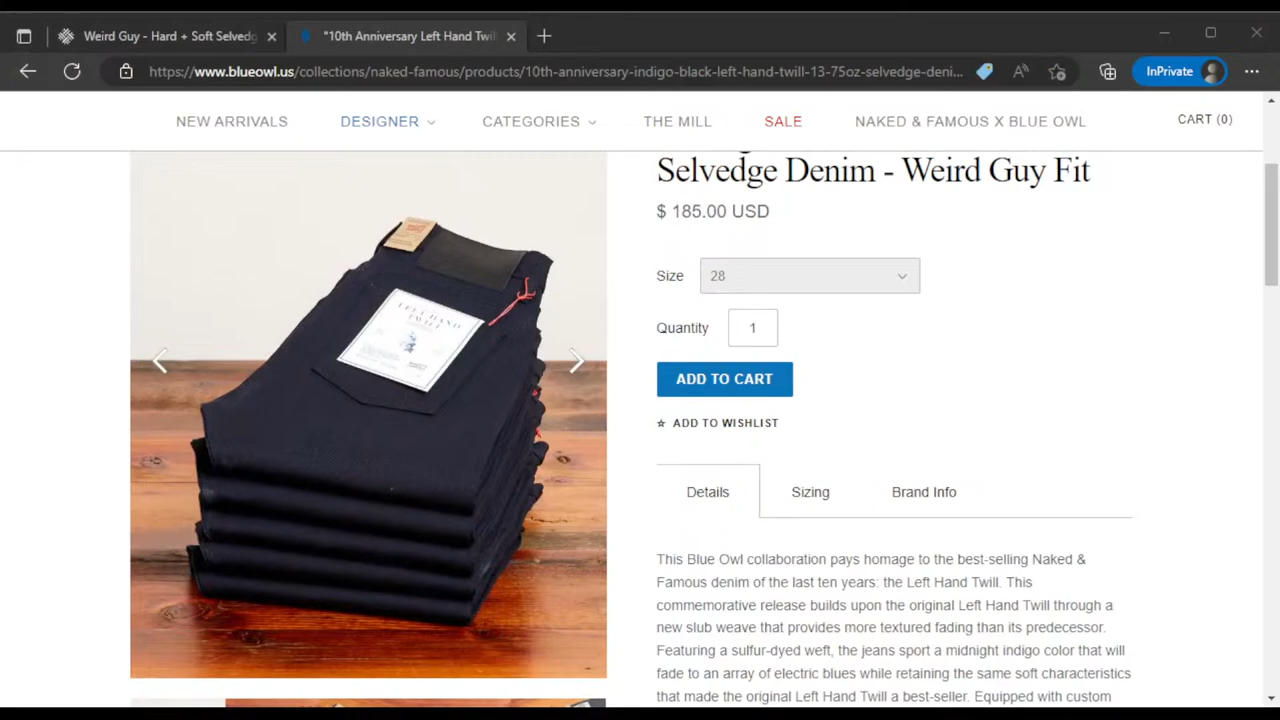 Weird Guy - Hard + Soft Selvedg
"10th Anniversary Left Hand Twill
https://www.blueowl.us/collections/naked-famous/products/10th-anniversary-indigo-black-left-hand-twill-13-75oz-selvedge-deni...
InPrivate
NEW ARRIVALS
DESIGNER
CATEGORIES
THE MILL
SALE
NAKED & FAMOUS X BLUE OWL
CART (0)
Selvedge Denim - Weird Guy Fit
$ 185.00 USD
Size
28
Quantity
1
ADD TO CART
☆ ADD TO WISHLIST
Details
Sizing
Brand Info
This Blue Owl collaboration pays homage to the best-selling Naked &
Famous denim of the last ten years: the Left Hand Twill. This
commemorative release builds upon the original Left Hand Twill through a
new slub weave that provides more textured fading than its predecessor.
Featuring a sulfur-dyed weft, the jeans sport a midnight indigo color that will
fade to an array of electric blues while retaining the same soft characteristics
that made the original Left Hand Twill a best-seller. Equipped with custom
LEFT HAND
TWILL